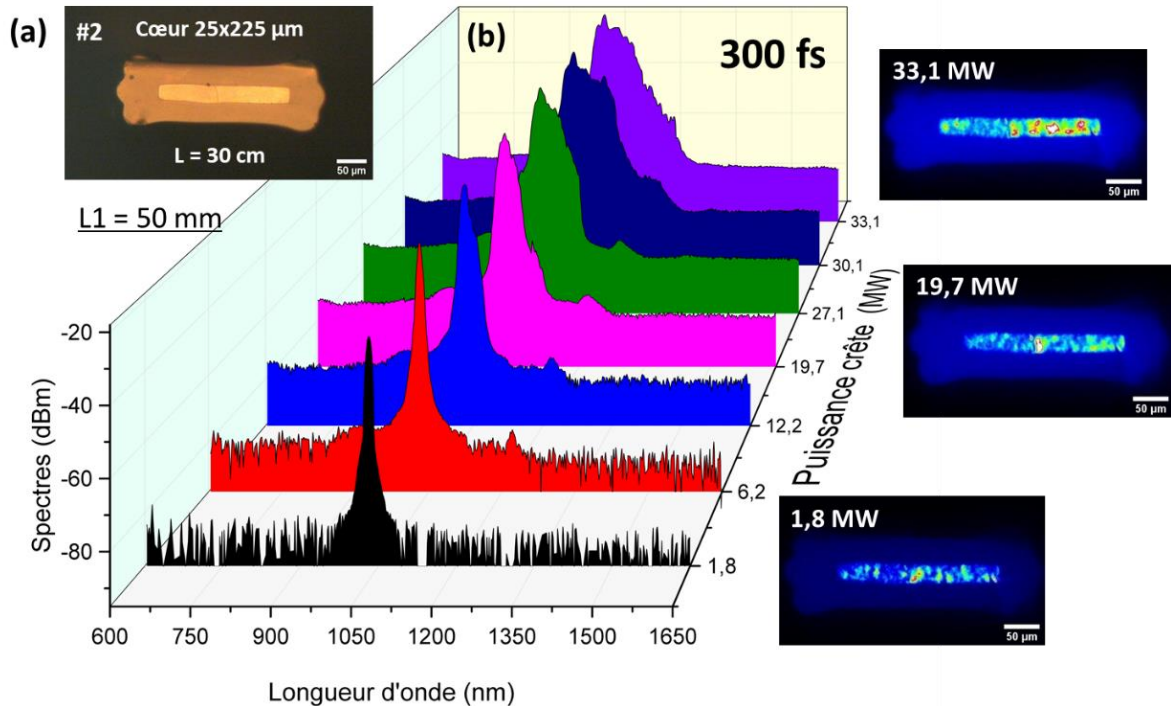 (a)
#2
Cœur 25x225 µm
L = 30 cm
50 µm
L1 = 50 mm
(b)
300 fs
-20
-40
-60
-80
Spectres (dBm)
600 750 900 1050 1200 1350 1500 1650
Longueur d'onde (nm)
33,1
30,1
27,1
19,7
12,2
6,2
1,8
Puissance crête (MW)
33,1 MW
50 µm
19,7 MW
50 µm
1,8 MW
50 µm